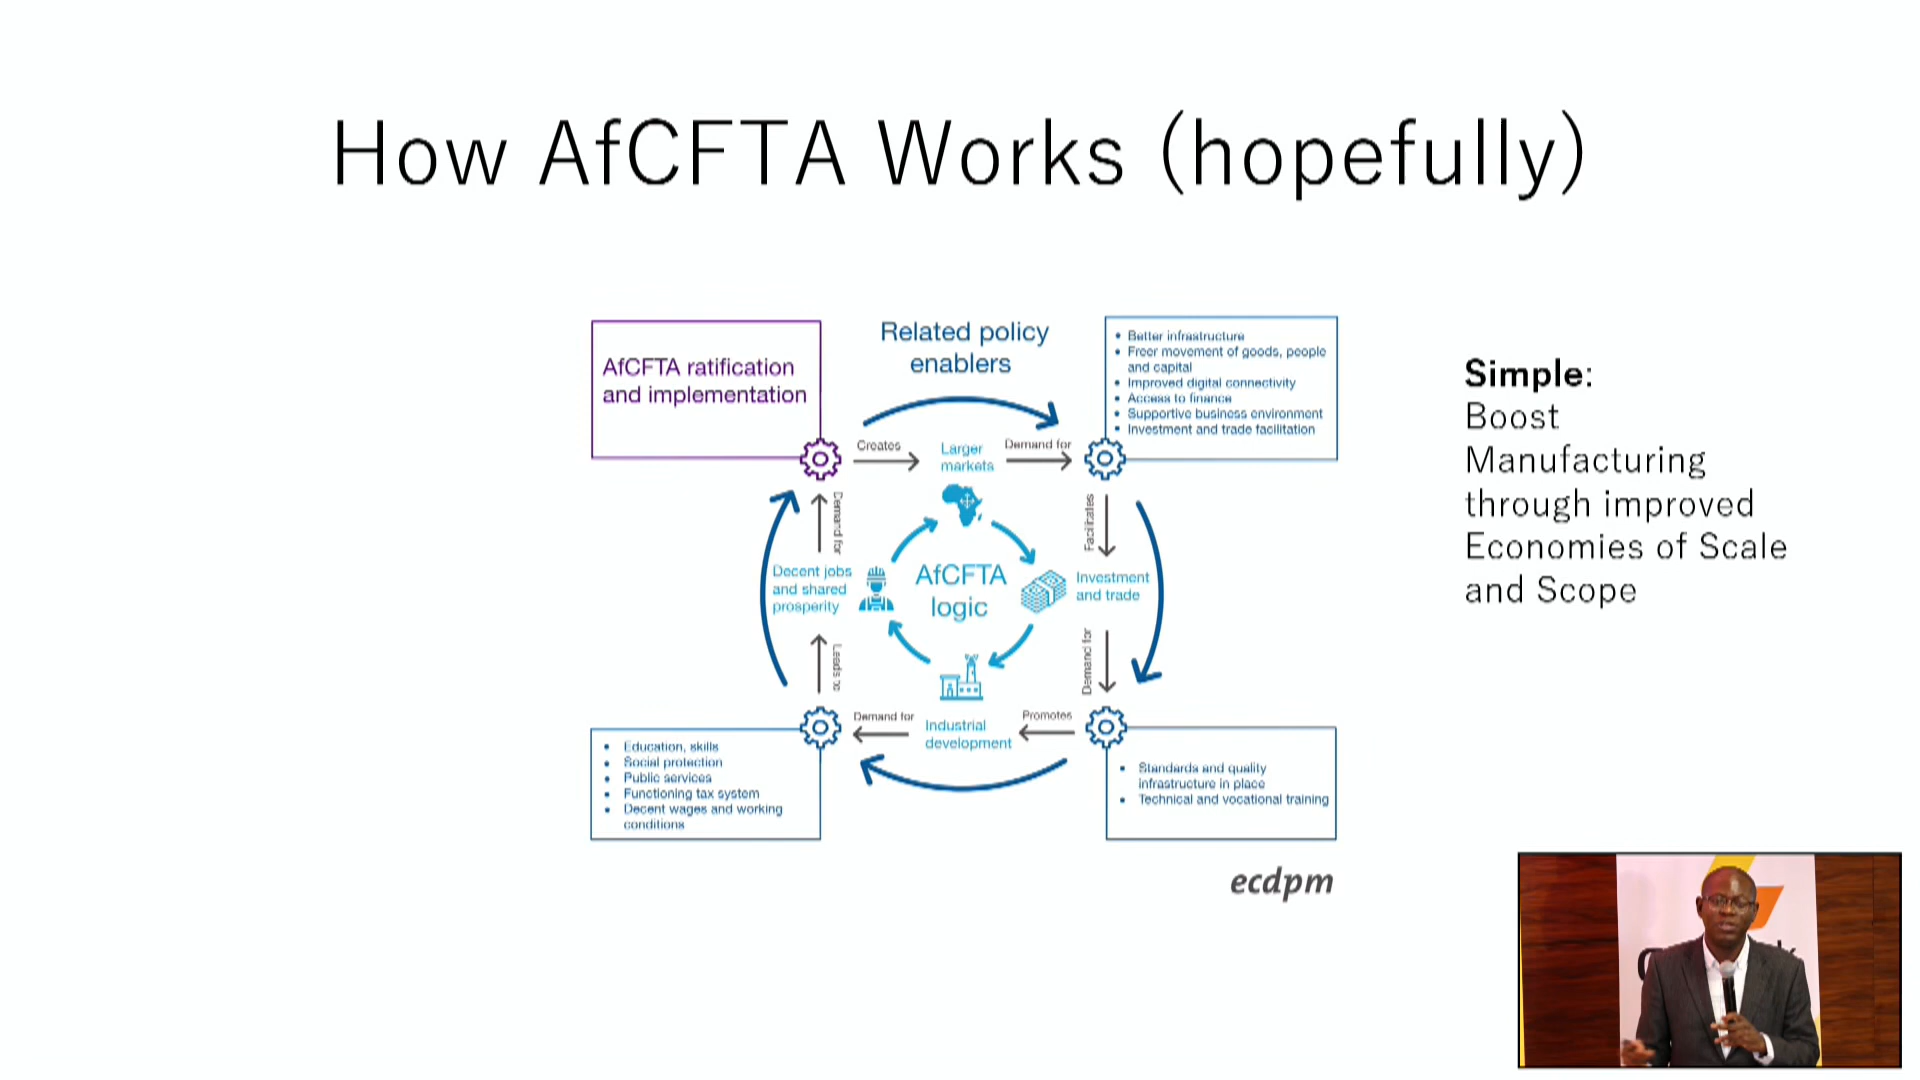 How AfCFTA Works (hopefully)
AfCFTA ratification
and implementation
Related policy
enablers
• Better infrastructure
• Freer movement of goods, people
and capital
• Improved digital connectivity
• Access to finance
• Supportive business environment
• Investment and trade facilitation
Creates
Larger
markets
Demand for
Demand for
Facilitates
Decent jobs
and shared
prosperity
AfCFTA
logic
Investment
and trade
Leads to
Demand for
Demand for
Industrial
development
Promotes
• Education, skills
• Social protection
• Public services
• Functioning tax system
• Decent wages and working
conditions
• Standards and quality
infrastructure in place
• Technical and vocational training
ecdpm
Simple:
Boost
Manufacturing
through improved
Economies of Scale
and Scope